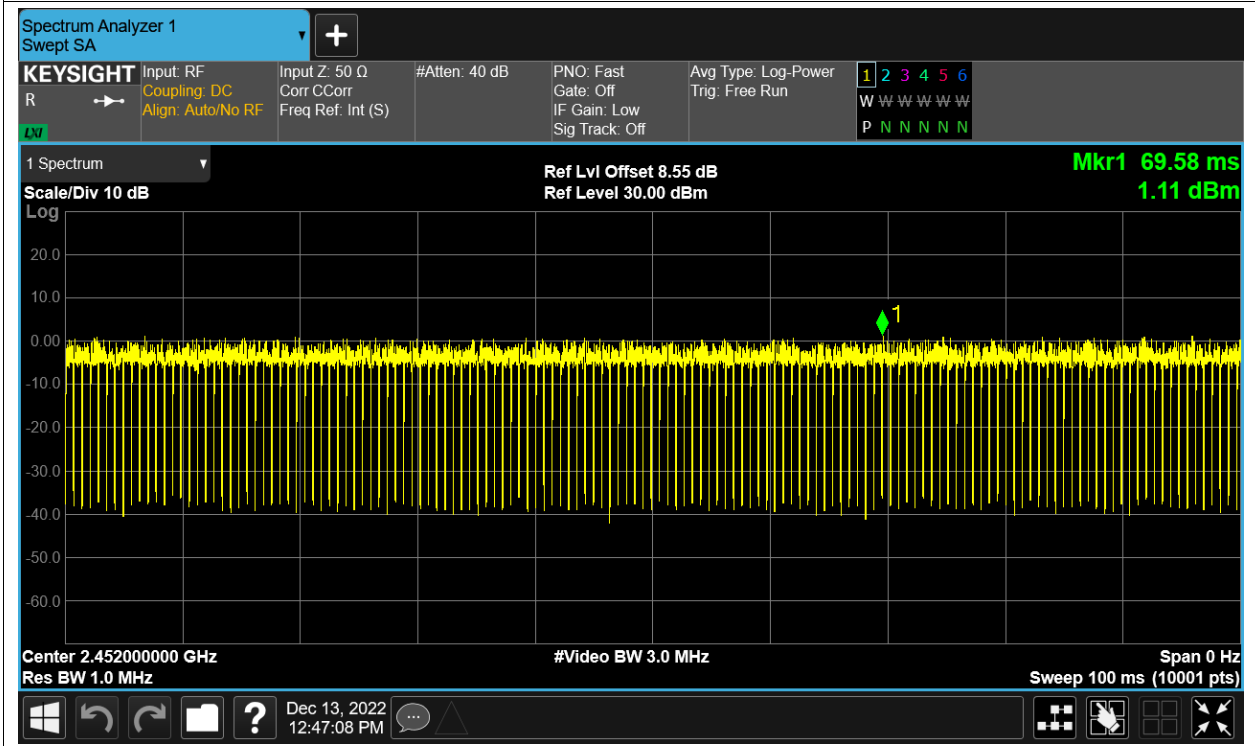 Spectrum Analyzer 1
Swept SA
▼
+
KEYSIGHT
R
LXI
Input: RF
Coupling: DC
Align: Auto/No RF
Input Z: 50 Ω
Corr CCorr
Freq Ref: Int (S)
#Atten: 40 dB
PNO: Fast
Gate: Off
IF Gain: Low
Sig Track: Off
Avg Type: Log-Power
Trig: Free Run
1 2 3 4 5 6
W W W W W W
P N N N N N
1 Spectrum ▼
Scale/Div 10 dB
Ref Lvl Offset 8.55 dB
Ref Level 30.00 dBm
Mkr1 69.58 ms
1.11 dBm
Log
20.0
10.0
0.00
-10.0
-20.0
-30.0
-40.0
-50.0
-60.0
1
Center 2.452000000 GHz
#Video BW 3.0 MHz
Span 0 Hz
Res BW 1.0 MHz
Sweep 100 ms (10001 pts)
?
Dec 13, 2022
12:47:08 PM